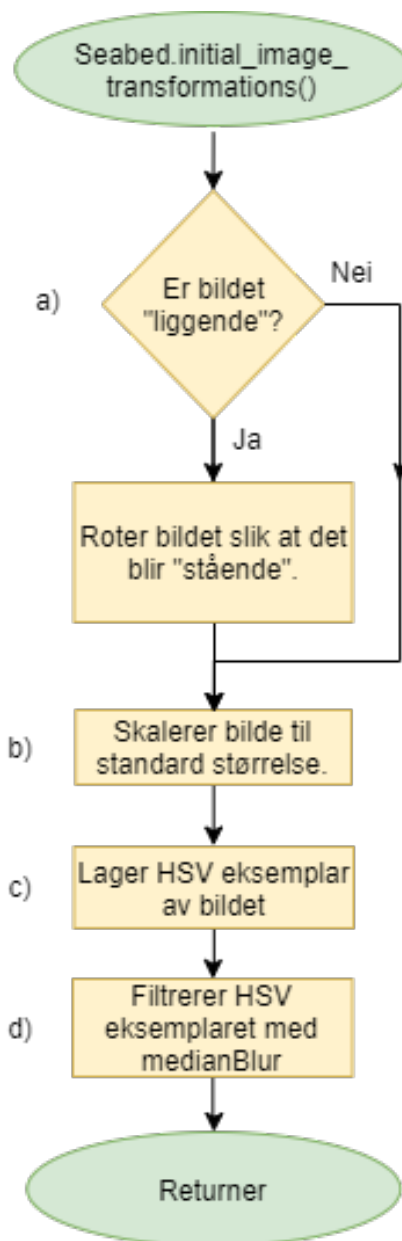 Seabed.initial_image_
transformations()
a)
Er bildet
"liggende"?
Nei
Ja
Roter bildet slik at det
blir "stående".
b)
Skalerer bilde til
standard størrelse.
c)
Lager HSV eksemplar
av bildet
d)
Filtrerer HSV
eksemplaret med
medianBlur
Returner